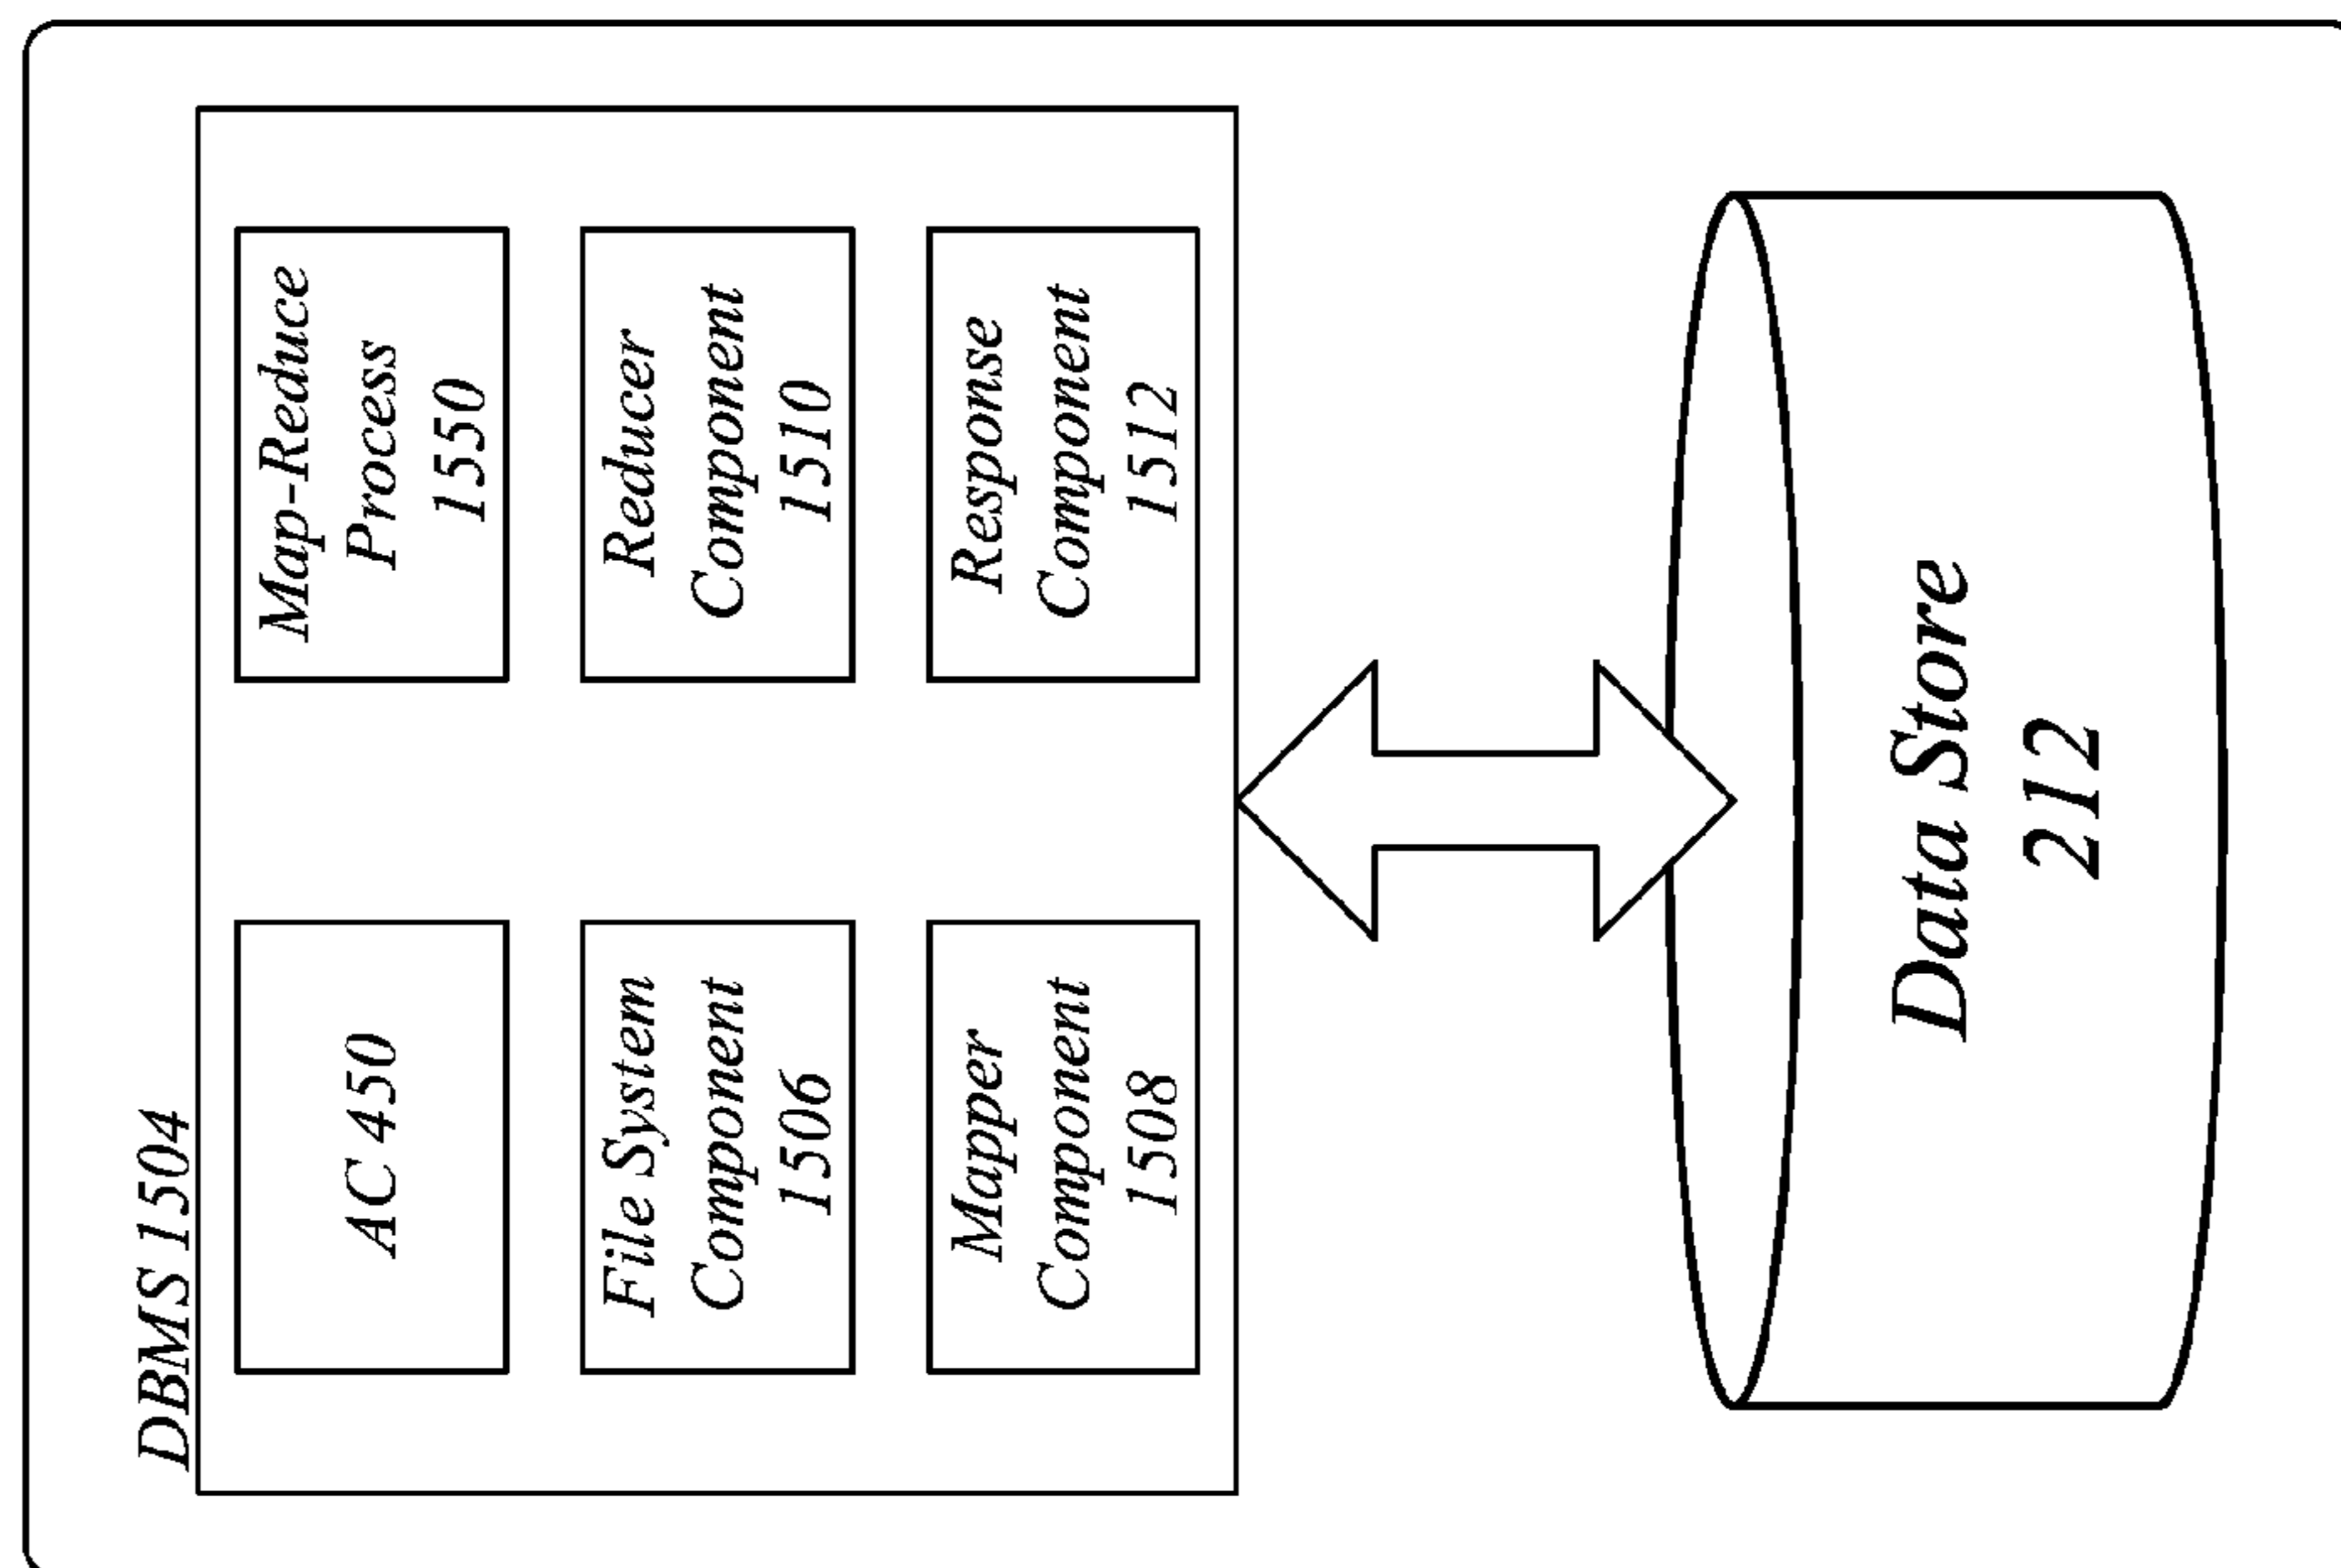 DBMS 1504
AC 450
Map-Reduce
Process
1550
File System
Component
1506
Reducer
Component
1510
Mapper
Component
1508
Response
Component
1512
Data Store
212